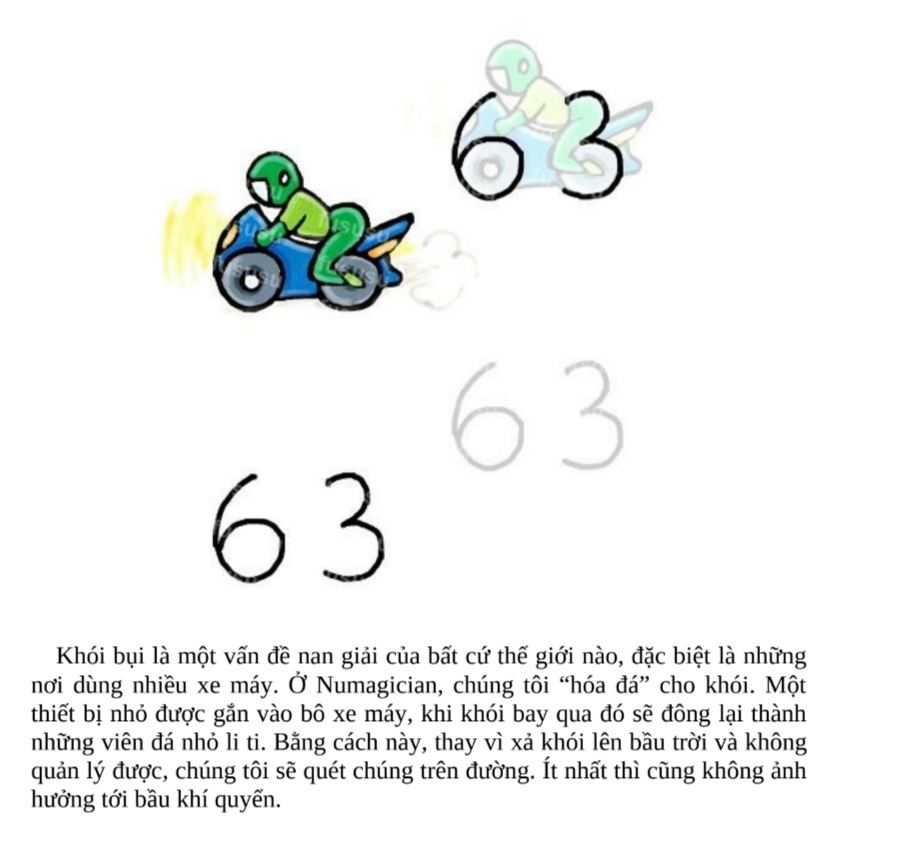 63
63
63
Khói bụi là một vấn đề nan giải của bất cứ thế giới nào, đặc biệt là những
nơi dùng nhiều xe máy. Ở Numagician, chúng tôi “hóa đá” cho khói. Một
thiết bị nhỏ được gắn vào bô xe máy, khi khói bay qua đó sẽ đông lại thành
những viên đá nhỏ li ti. Bằng cách này, thay vì xả khói lên bầu trời và không
quản lý được, chúng tôi sẽ quét chúng trên đường. Ít nhất thì cũng không ảnh
hưởng tới bầu khí quyển.